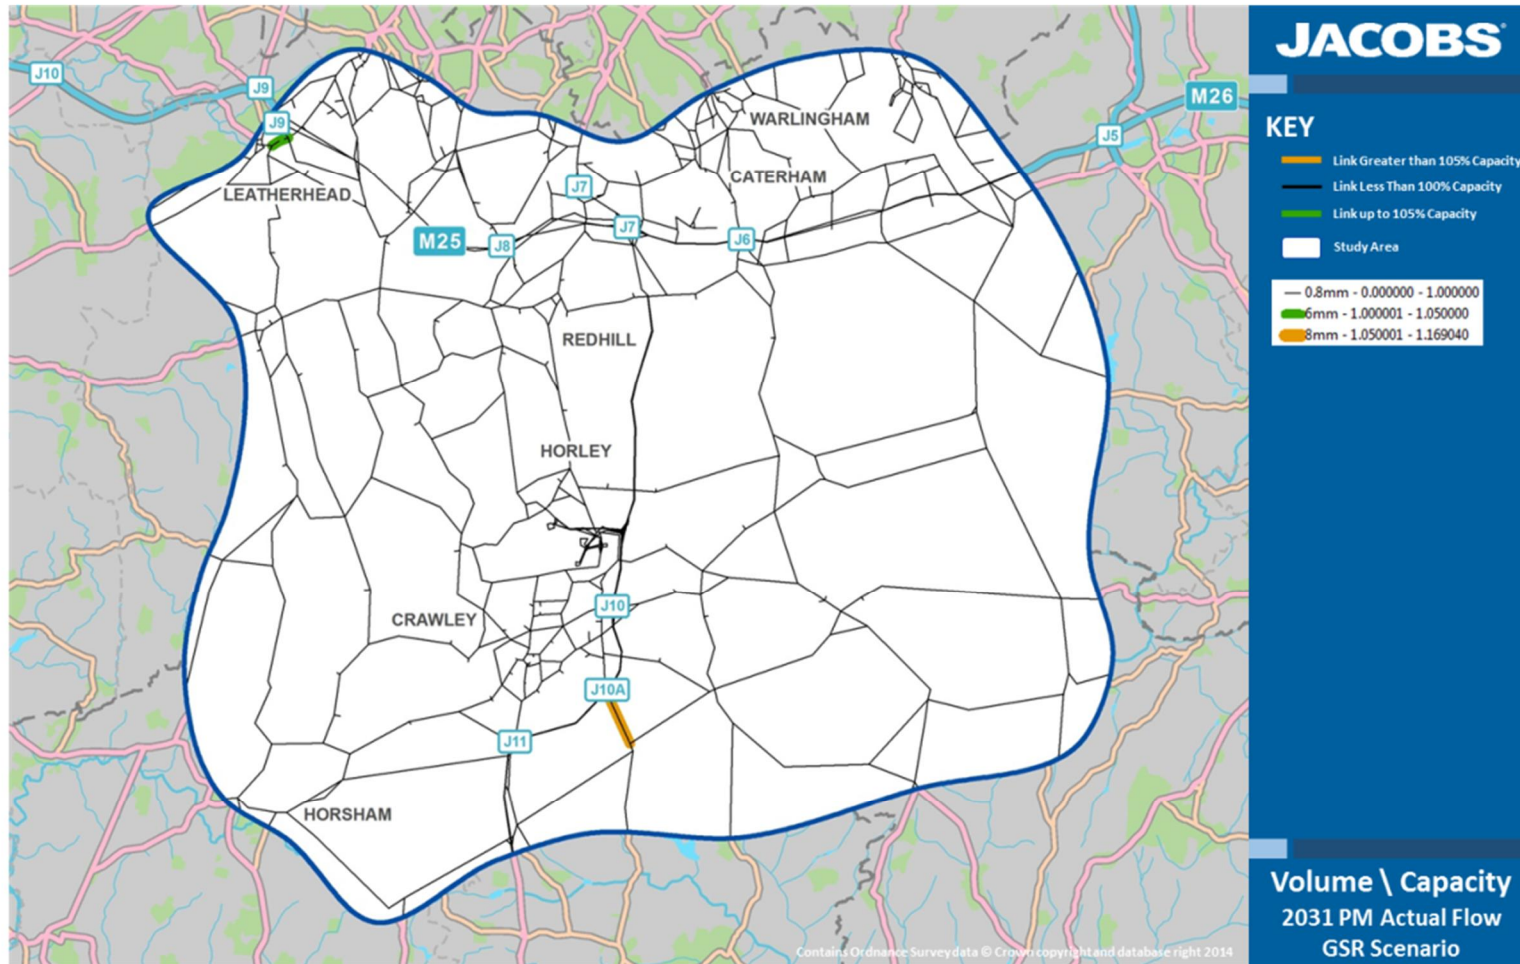 JACOBS
J10
J9
M26
J9
WARLINGHAM
J5
KEY
Link Greater than 105% Capacity
CATERHAM
J7
Link Less Than 100% Capacity
LEATHERHEAD
Link up to 105% Capacity
J7
M25
J8
J6
Study Area
0.8mm - 0.000000 - 1.000000
6mm - 1.000001 - 1.050000
8mm - 1.050001 - 1.169040
REDHILL
HORLEY
J10
CRAWLEY
J10A
J11
HORSHAM
Volume \ Capacity
2031 PM Actual Flow
GSR Scenario
Contains Ordnance Survey data © Crown copyright and database right 2014